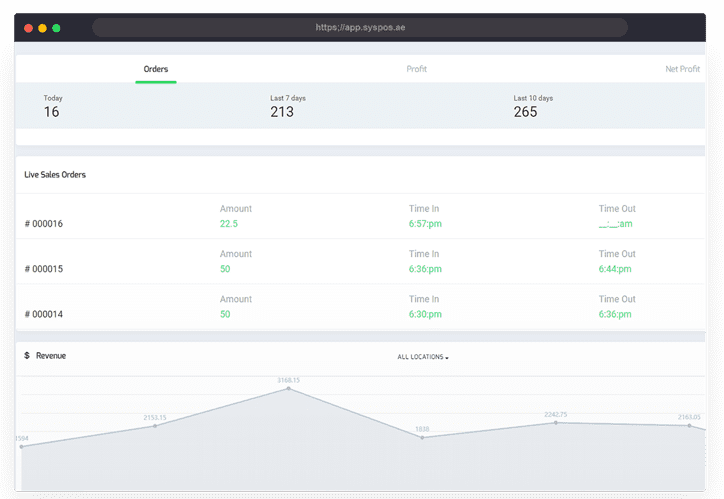 https;//app.syspos.ae
Orders Profit Net Profit
Today Last 7 days Last 10 days
16 213 265
Live Sales Orders
Amount Time In Time Out
# 000016 22.5 6:57:pm __:__:am
Amount Time In Time Out
# 000015 50 6:36:pm 6:44:pm
Amount Time In Time Out
# 000014 50 6:30:pm 6:36:pm
$ Revenue ALL LOCATIONS
3168.15
2153.15 2242.75 2163.05
1594 1838